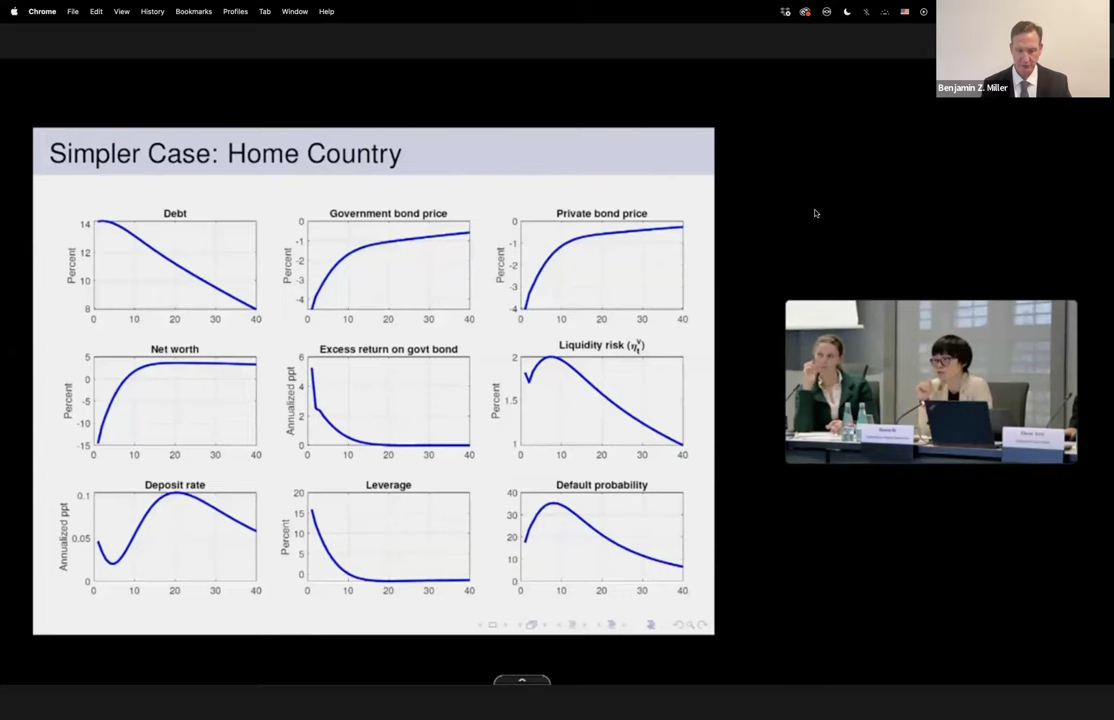 Chrome File Edit View History Bookmarks Profiles Tab Window Help
Benjamin Z. Miller
Simpler Case: Home Country
Debt
Percent
14
12
10
8
0 10 20 30 40
Government bond price
Percent
0
-1
-2
-3
-4
0 10 20 30 40
Private bond price
Percent
0
-1
-2
-3
-4
0 10 20 30 40
Net worth
Percent
5
0
-5
-10
-15
0 10 20 30 40
Excess return on govt bond
Annualized ppt
6
4
2
0
0 10 20 30 40
Liquidity risk (η_t^v)
Percent
2
1.5
1
0 10 20 30 40
Deposit rate
Annualized ppt
0.1
0.05
0
0 10 20 30 40
Leverage
Percent
20
15
10
5
0
0 10 20 30 40
Default probability
40
30
20
10
0
0 10 20 30 40